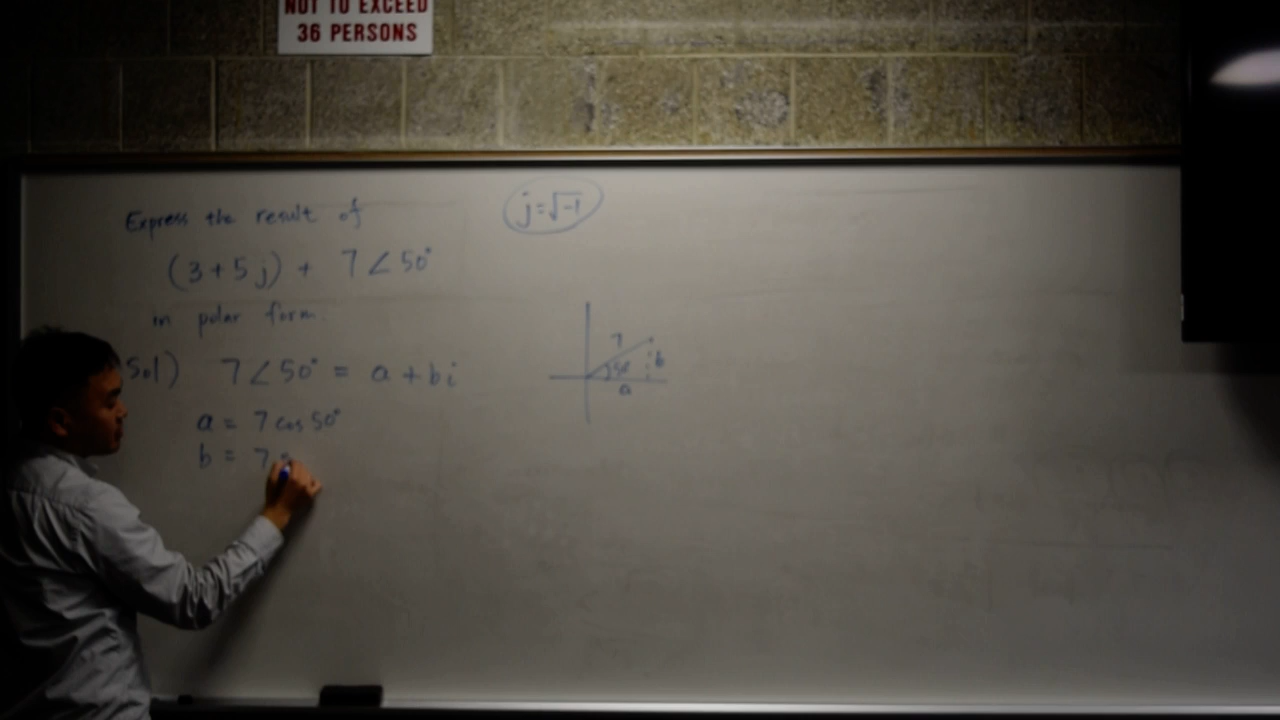 NOT TO EXCEED
36 PERSONS
Express the result of
j=√-1
(3+5j) + 7∠50°
in polar form.
Sol) 7∠50° = a + bi
a = 7 cos 50°
b = 7 s
7
50°
b
a